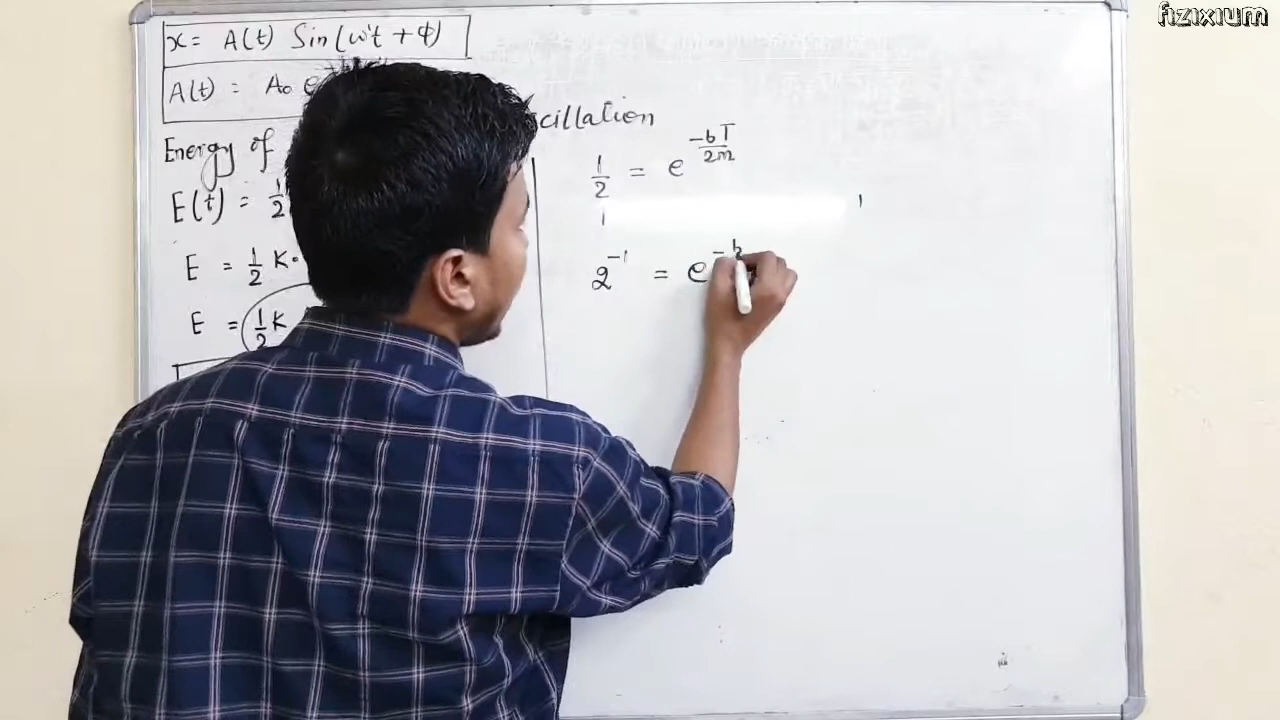 fizixium
x = A(t) Sin(ω't + φ)
A(t) = A₀ e
Energy of cillation
E(t) = 1/2
E = 1/2 K.
E = 1/2 K
1/2 = e^(-bT/2m)
2^-1 = e^-b